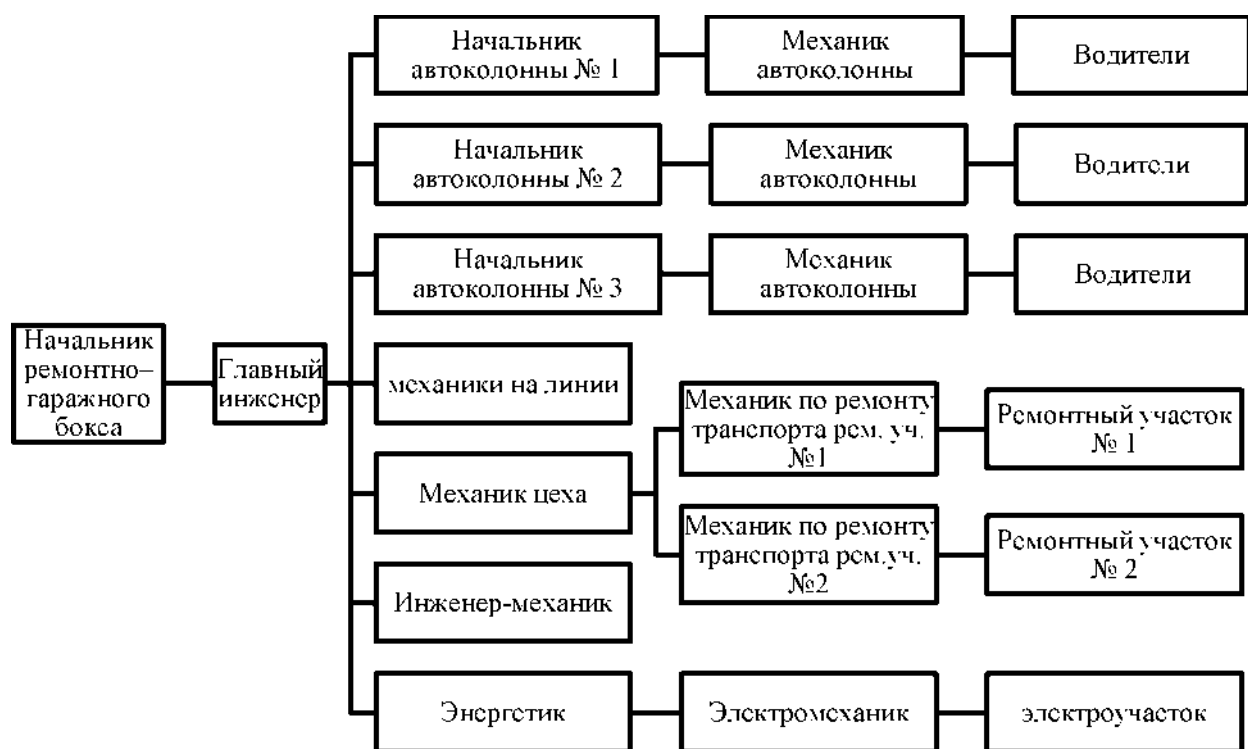 Начальник
автоколонны № 1
Механик
автоколонны
Водители
Начальник
автоколонны № 2
Механик
автоколонны
Водители
Начальник
автоколонны № 3
Механик
автоколонны
Водители
Начальник
ремонтно–
гаражного
бокса
Главный
инженер
механики на линии
Механик по ремонту
транспорта рем. уч.
№1
Ремонтный участок
№ 1
Механик цеха
Механик по ремонту
транспорта рем.уч.
№2
Ремонтный участок
№ 2
Инженер-механик
Энергетик
Электромеханик
электроучасток